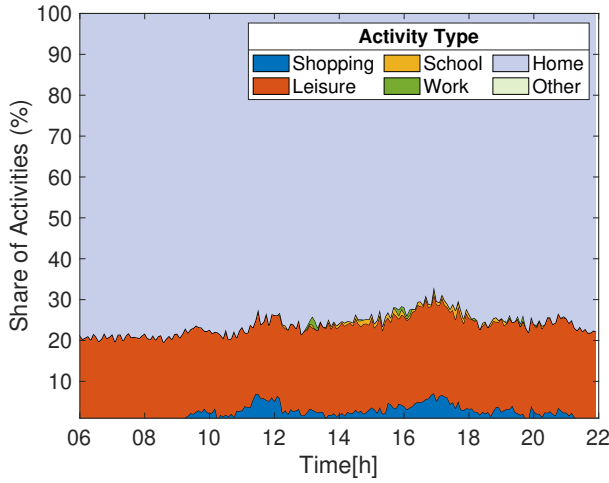 Activity Type
Shopping School Home
Leisure Work Other
Share of Activities (%)
100
90
80
70
60
50
40
30
20
10
06 08 10 12 14 16 18 20 22
Time[h]